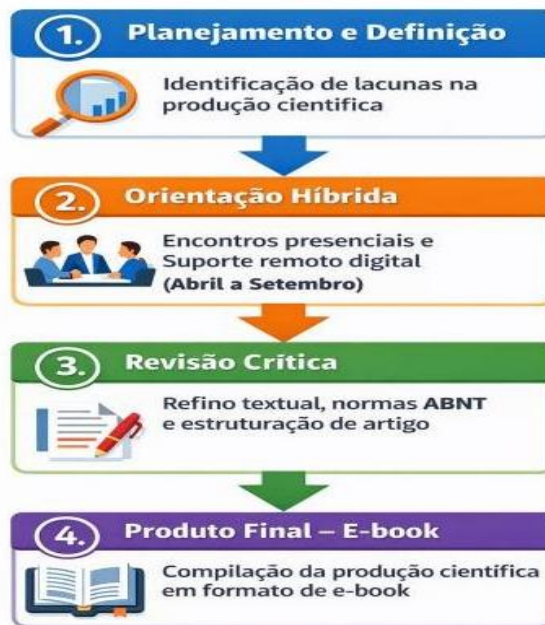 1. Planejamento e Definição
Identificação de lacunas na
produção cientifica
2. Orientação Híbrida
Encontros presenciais e
Suporte remoto digital
(Abril a Setembro)
3. Revisão Crítica
Refino textual, normas ABNT
e estruturação de artigo
4. Produto Final – E-book
Compilação da produção científica
em formato de e-book